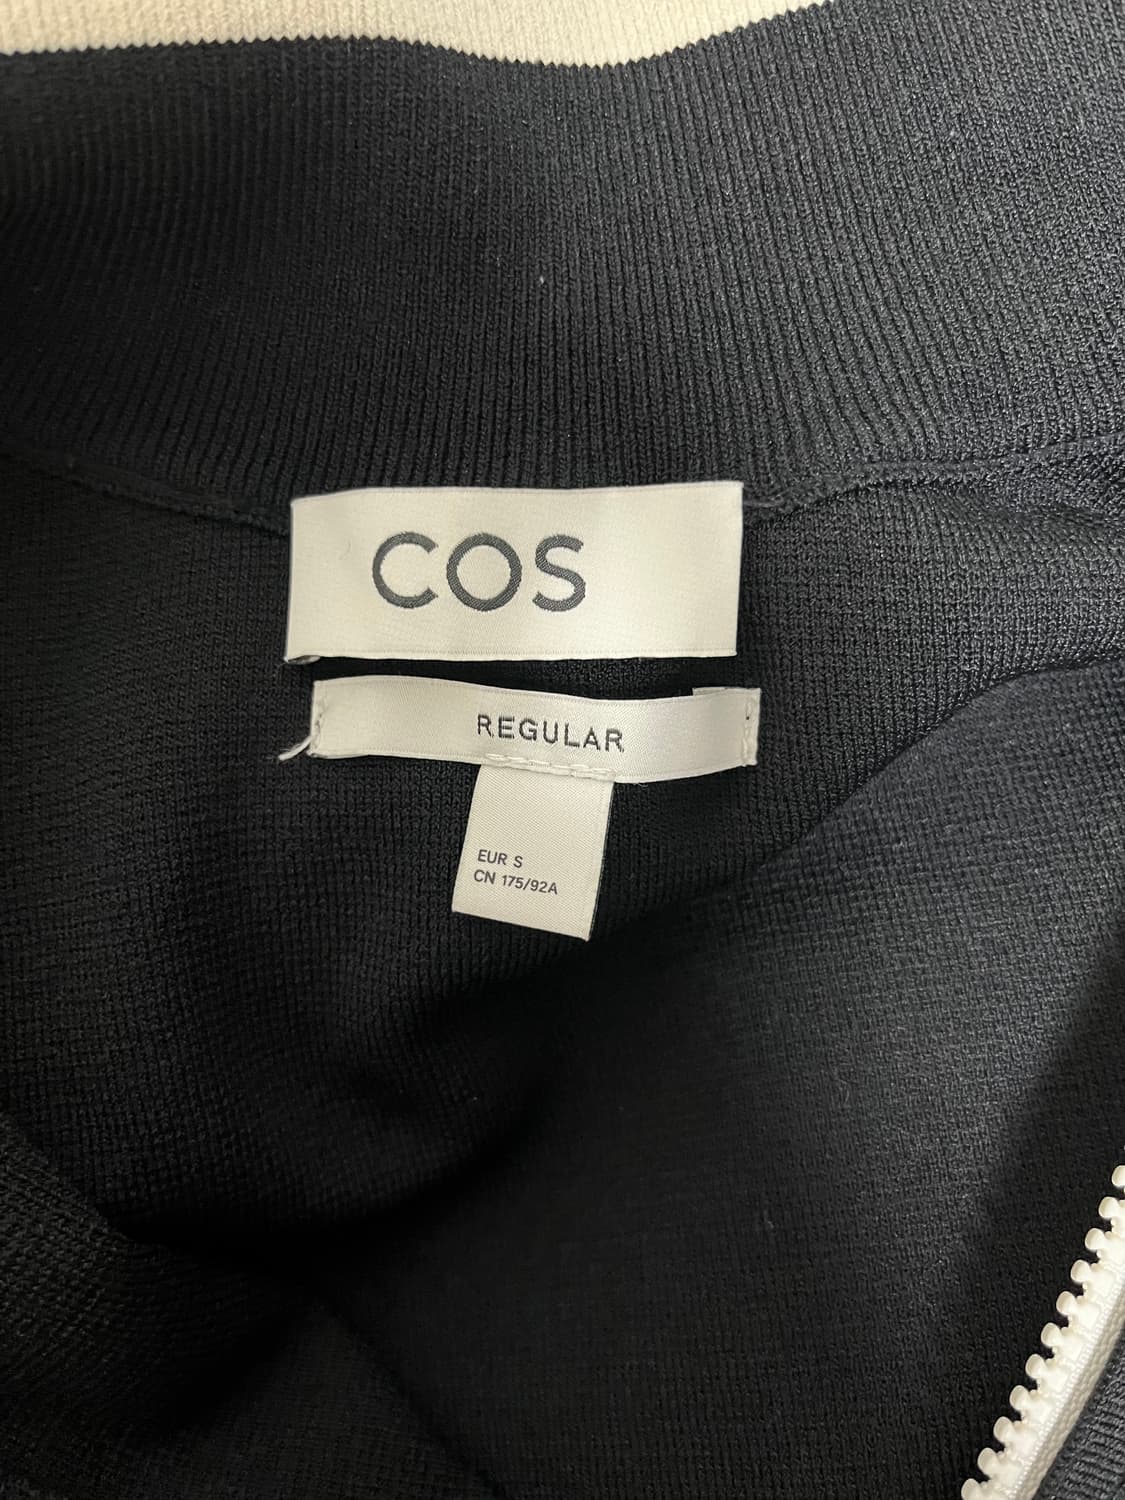 COS
REGULAR
EUR S
CN 175/92A